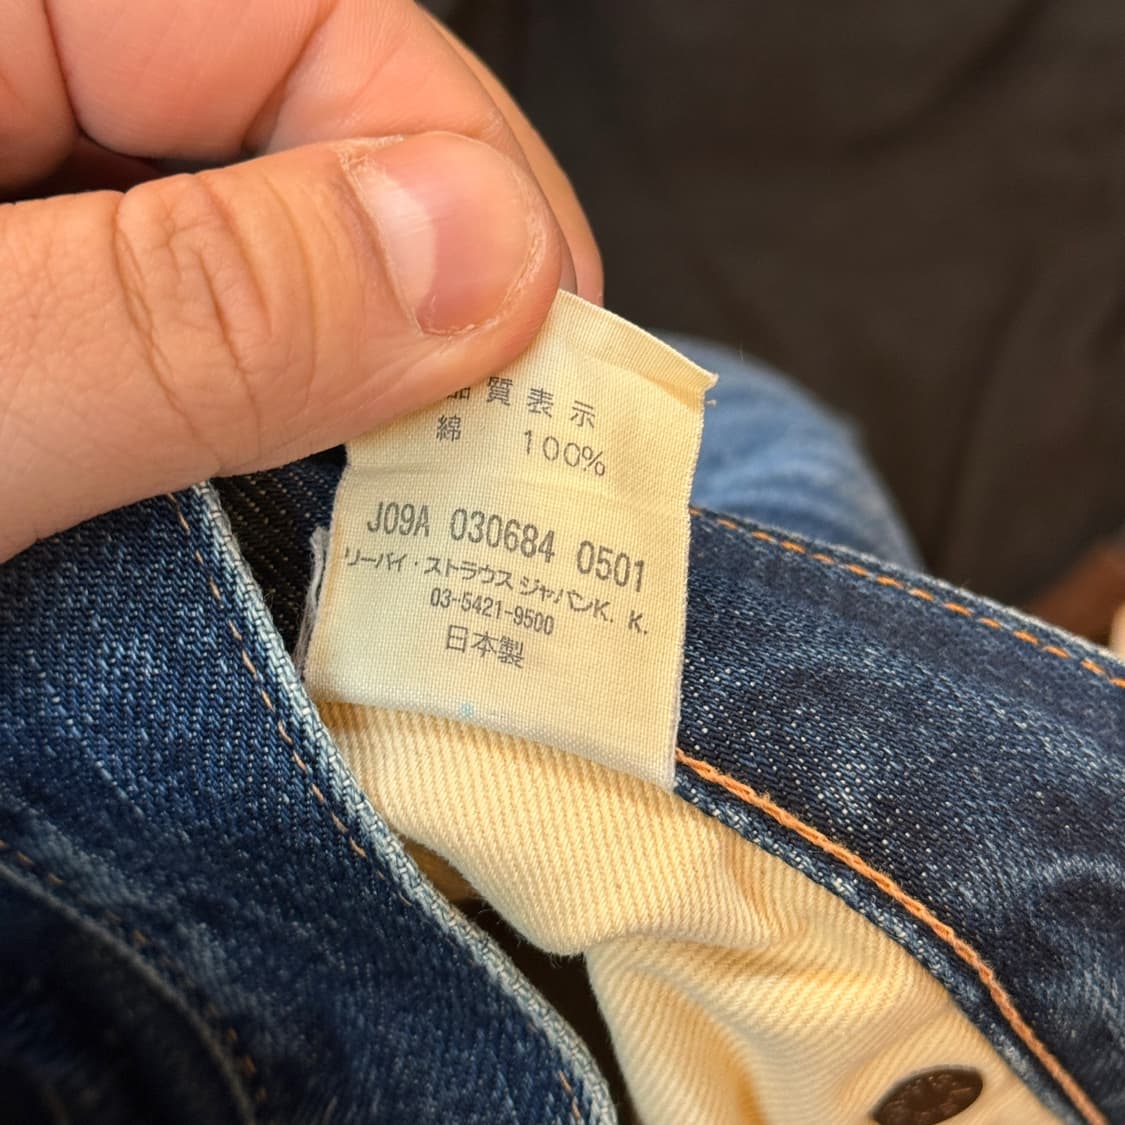 品質表示
綿 100%
J09A 030684 0501
リーバイ・ストラウス ジャパンK. K.
03-5421-9500
日本製